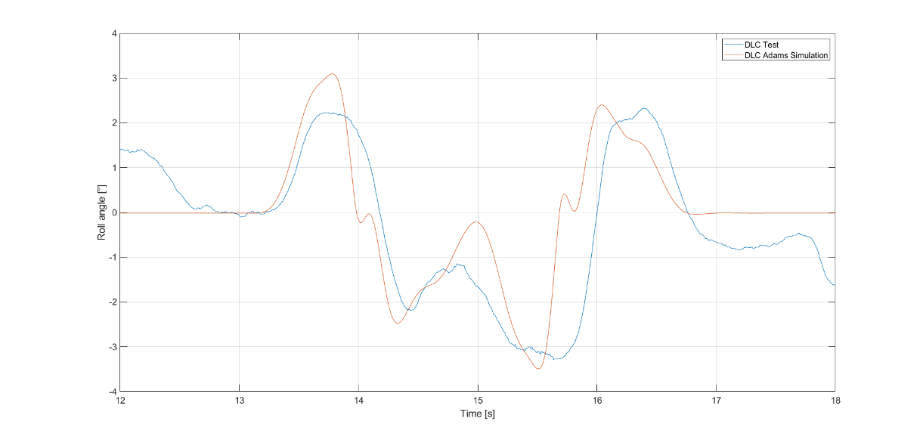 4
DLC Test
DLC Adams Simulation
3
2
1
0
-1
-2
-3
-4
Roll angle [°]
12 13 14 15 16 17 18
Time [s]